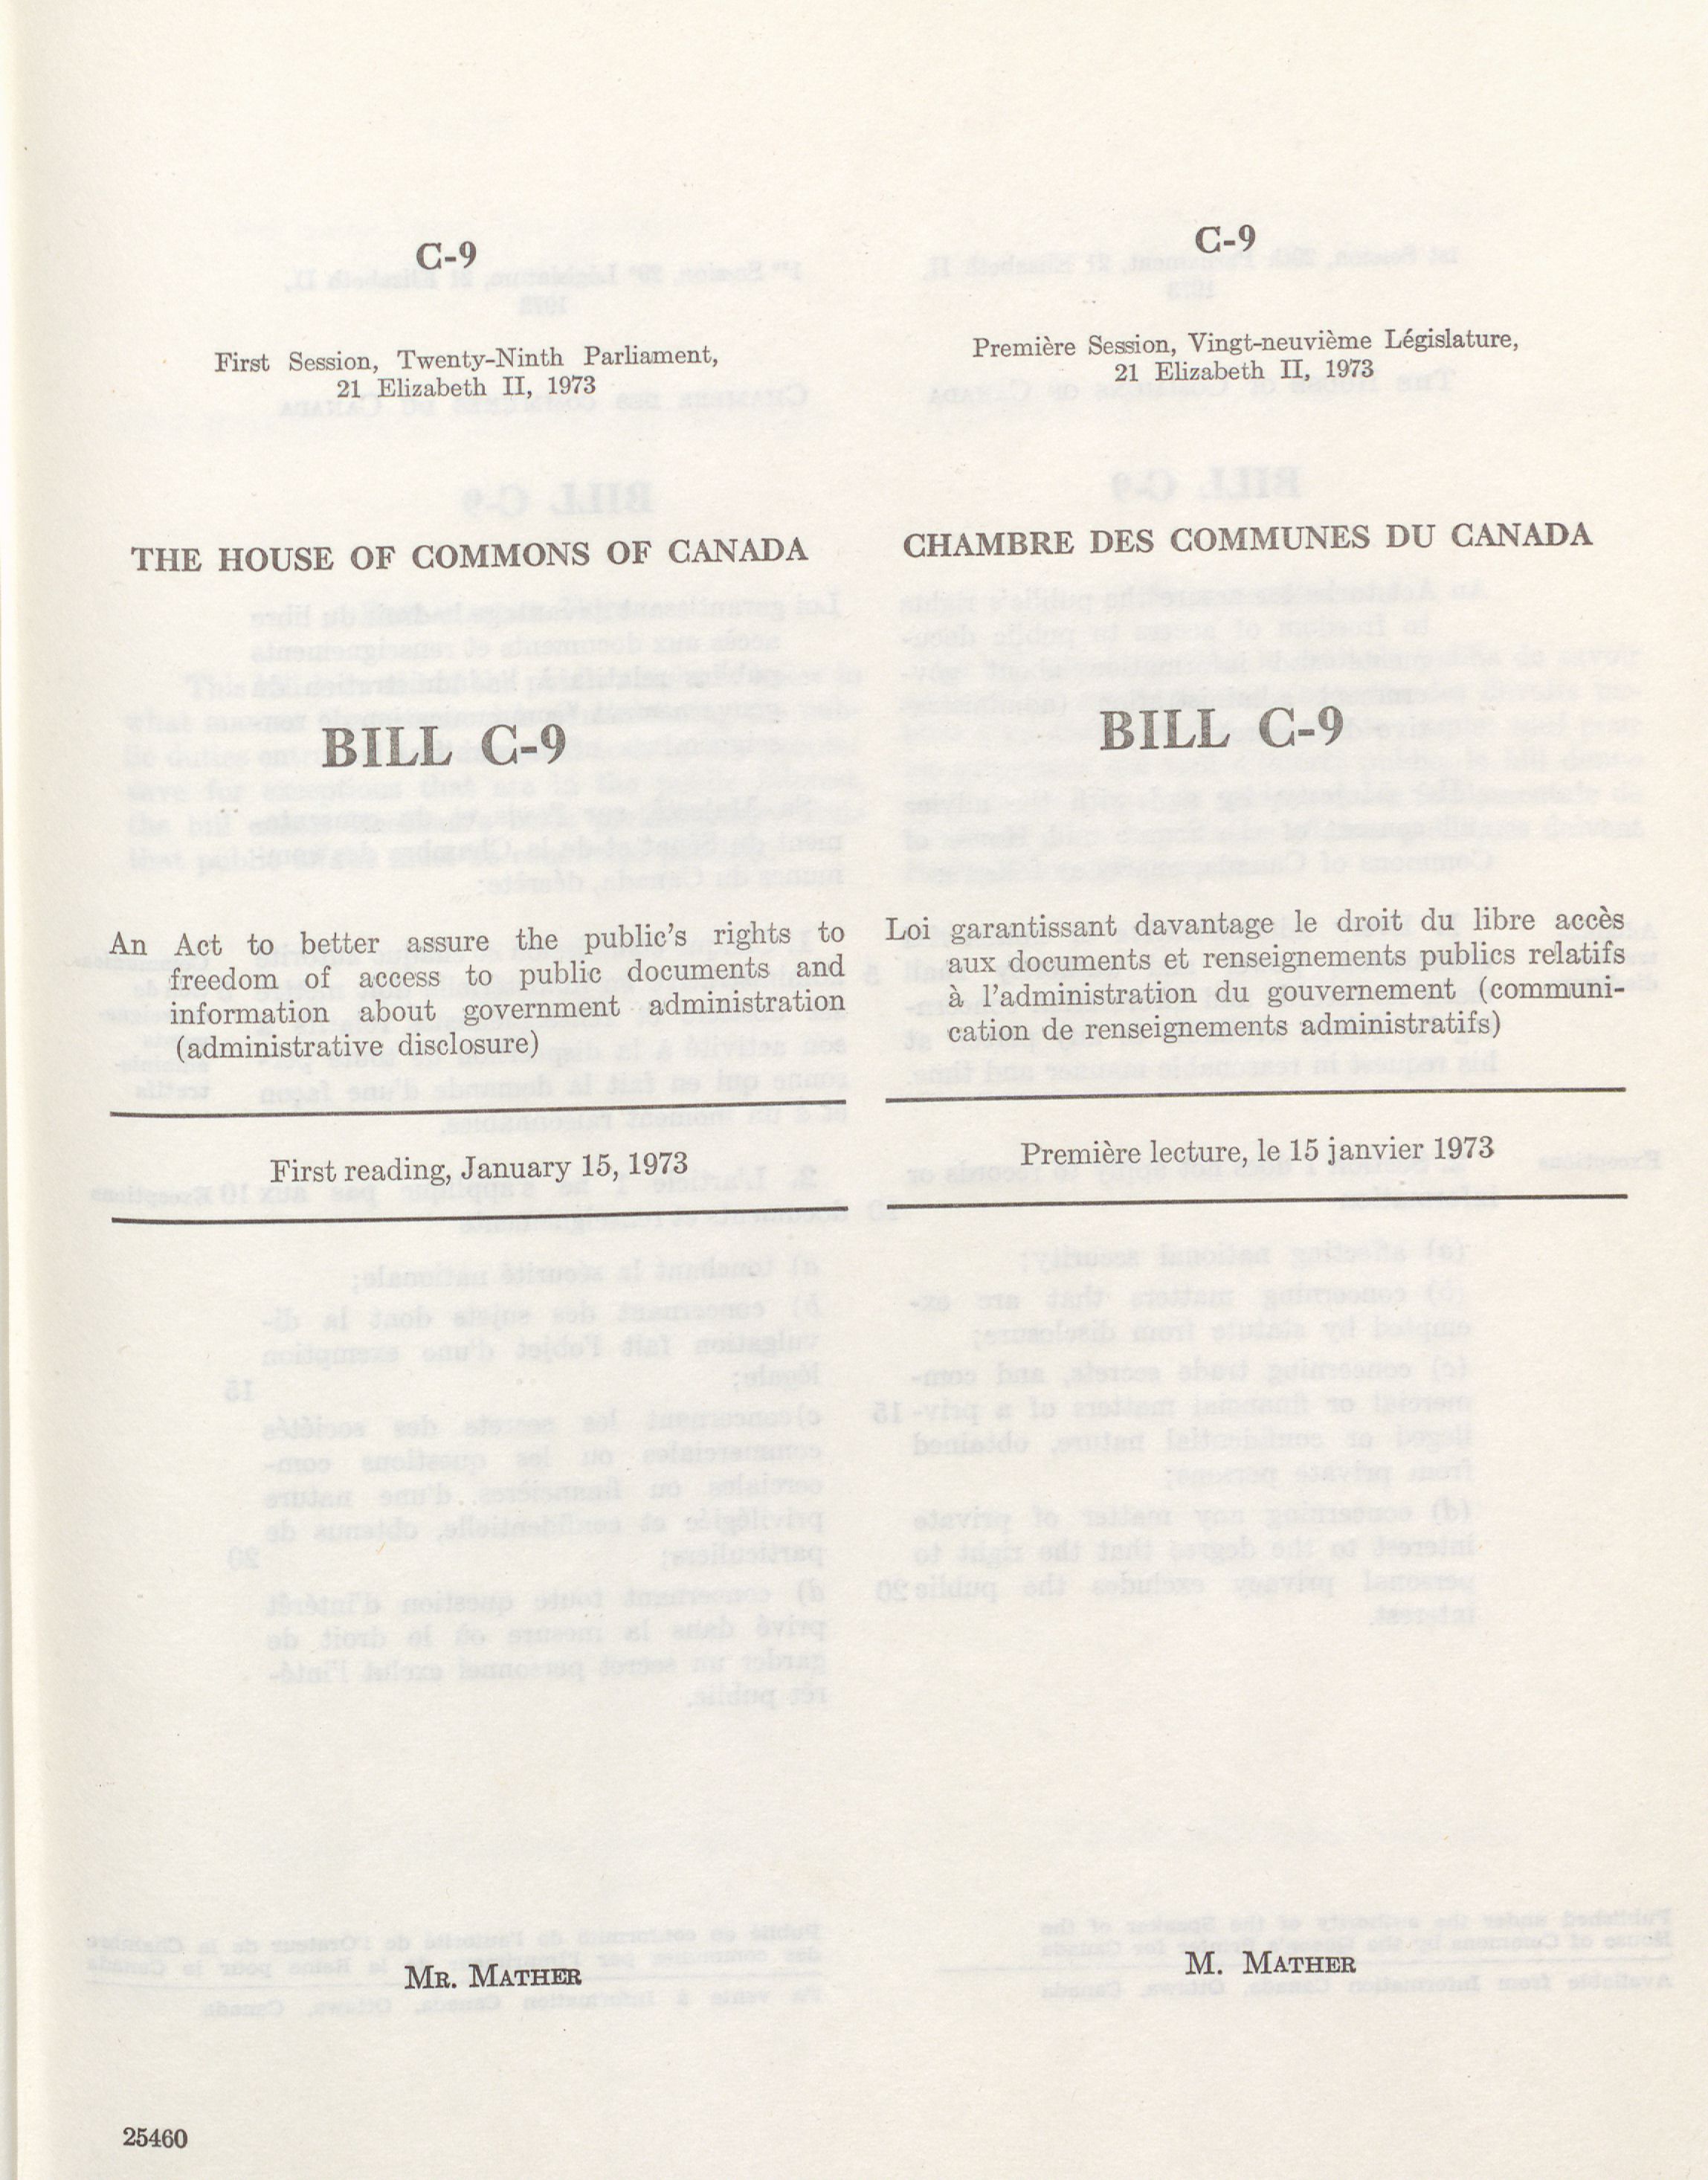 C-9
First Session, Twenty-Ninth Parliament,
21 Elizabeth II, 1973
THE HOUSE OF COMMONS OF CANADA
BILL C-9
An Act to better assure the public's rights to
freedom of access to public documents and
information about government administration
(administrative disclosure)
First reading, January 15, 1973
MR. MATHER
25460
C-9
Première Session, Vingt-neuvième Législature,
21 Elizabeth II, 1973
CHAMBRE DES COMMUNES DU CANADA
BILL C-9
Loi garantissant davantage le droit du libre accès
aux documents et renseignements publics relatifs
à l'administration du gouvernement (communi-
cation de renseignements administratifs)
Première lecture, le 15 janvier 1973
M. MATHER